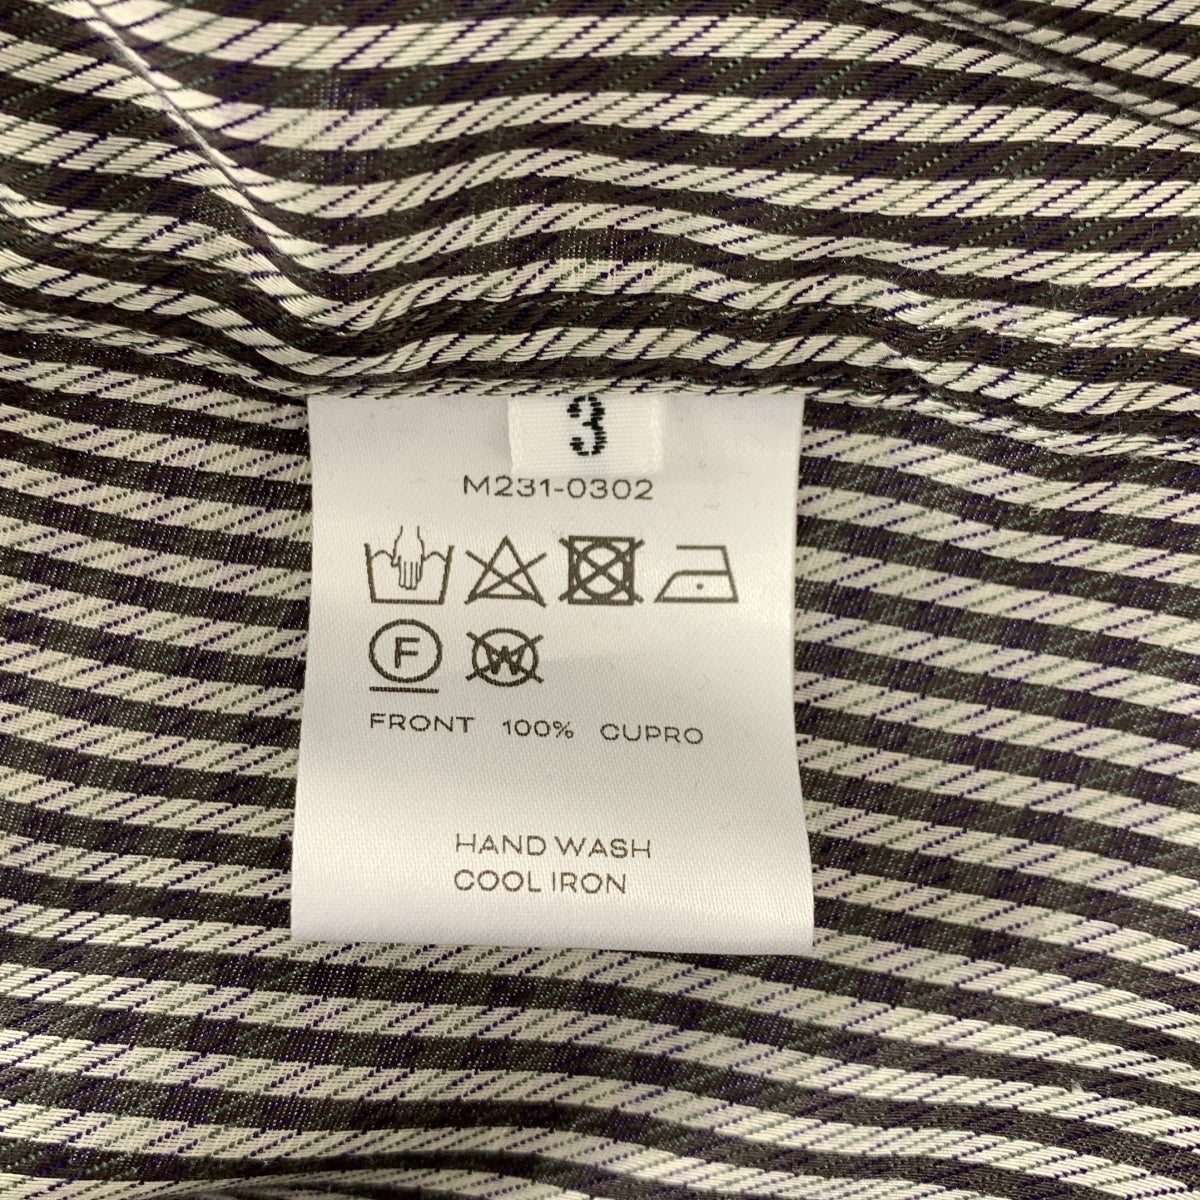 3
M231-0302
F W
FRONT 100% CUPRO
HAND WASH
COOL IRON